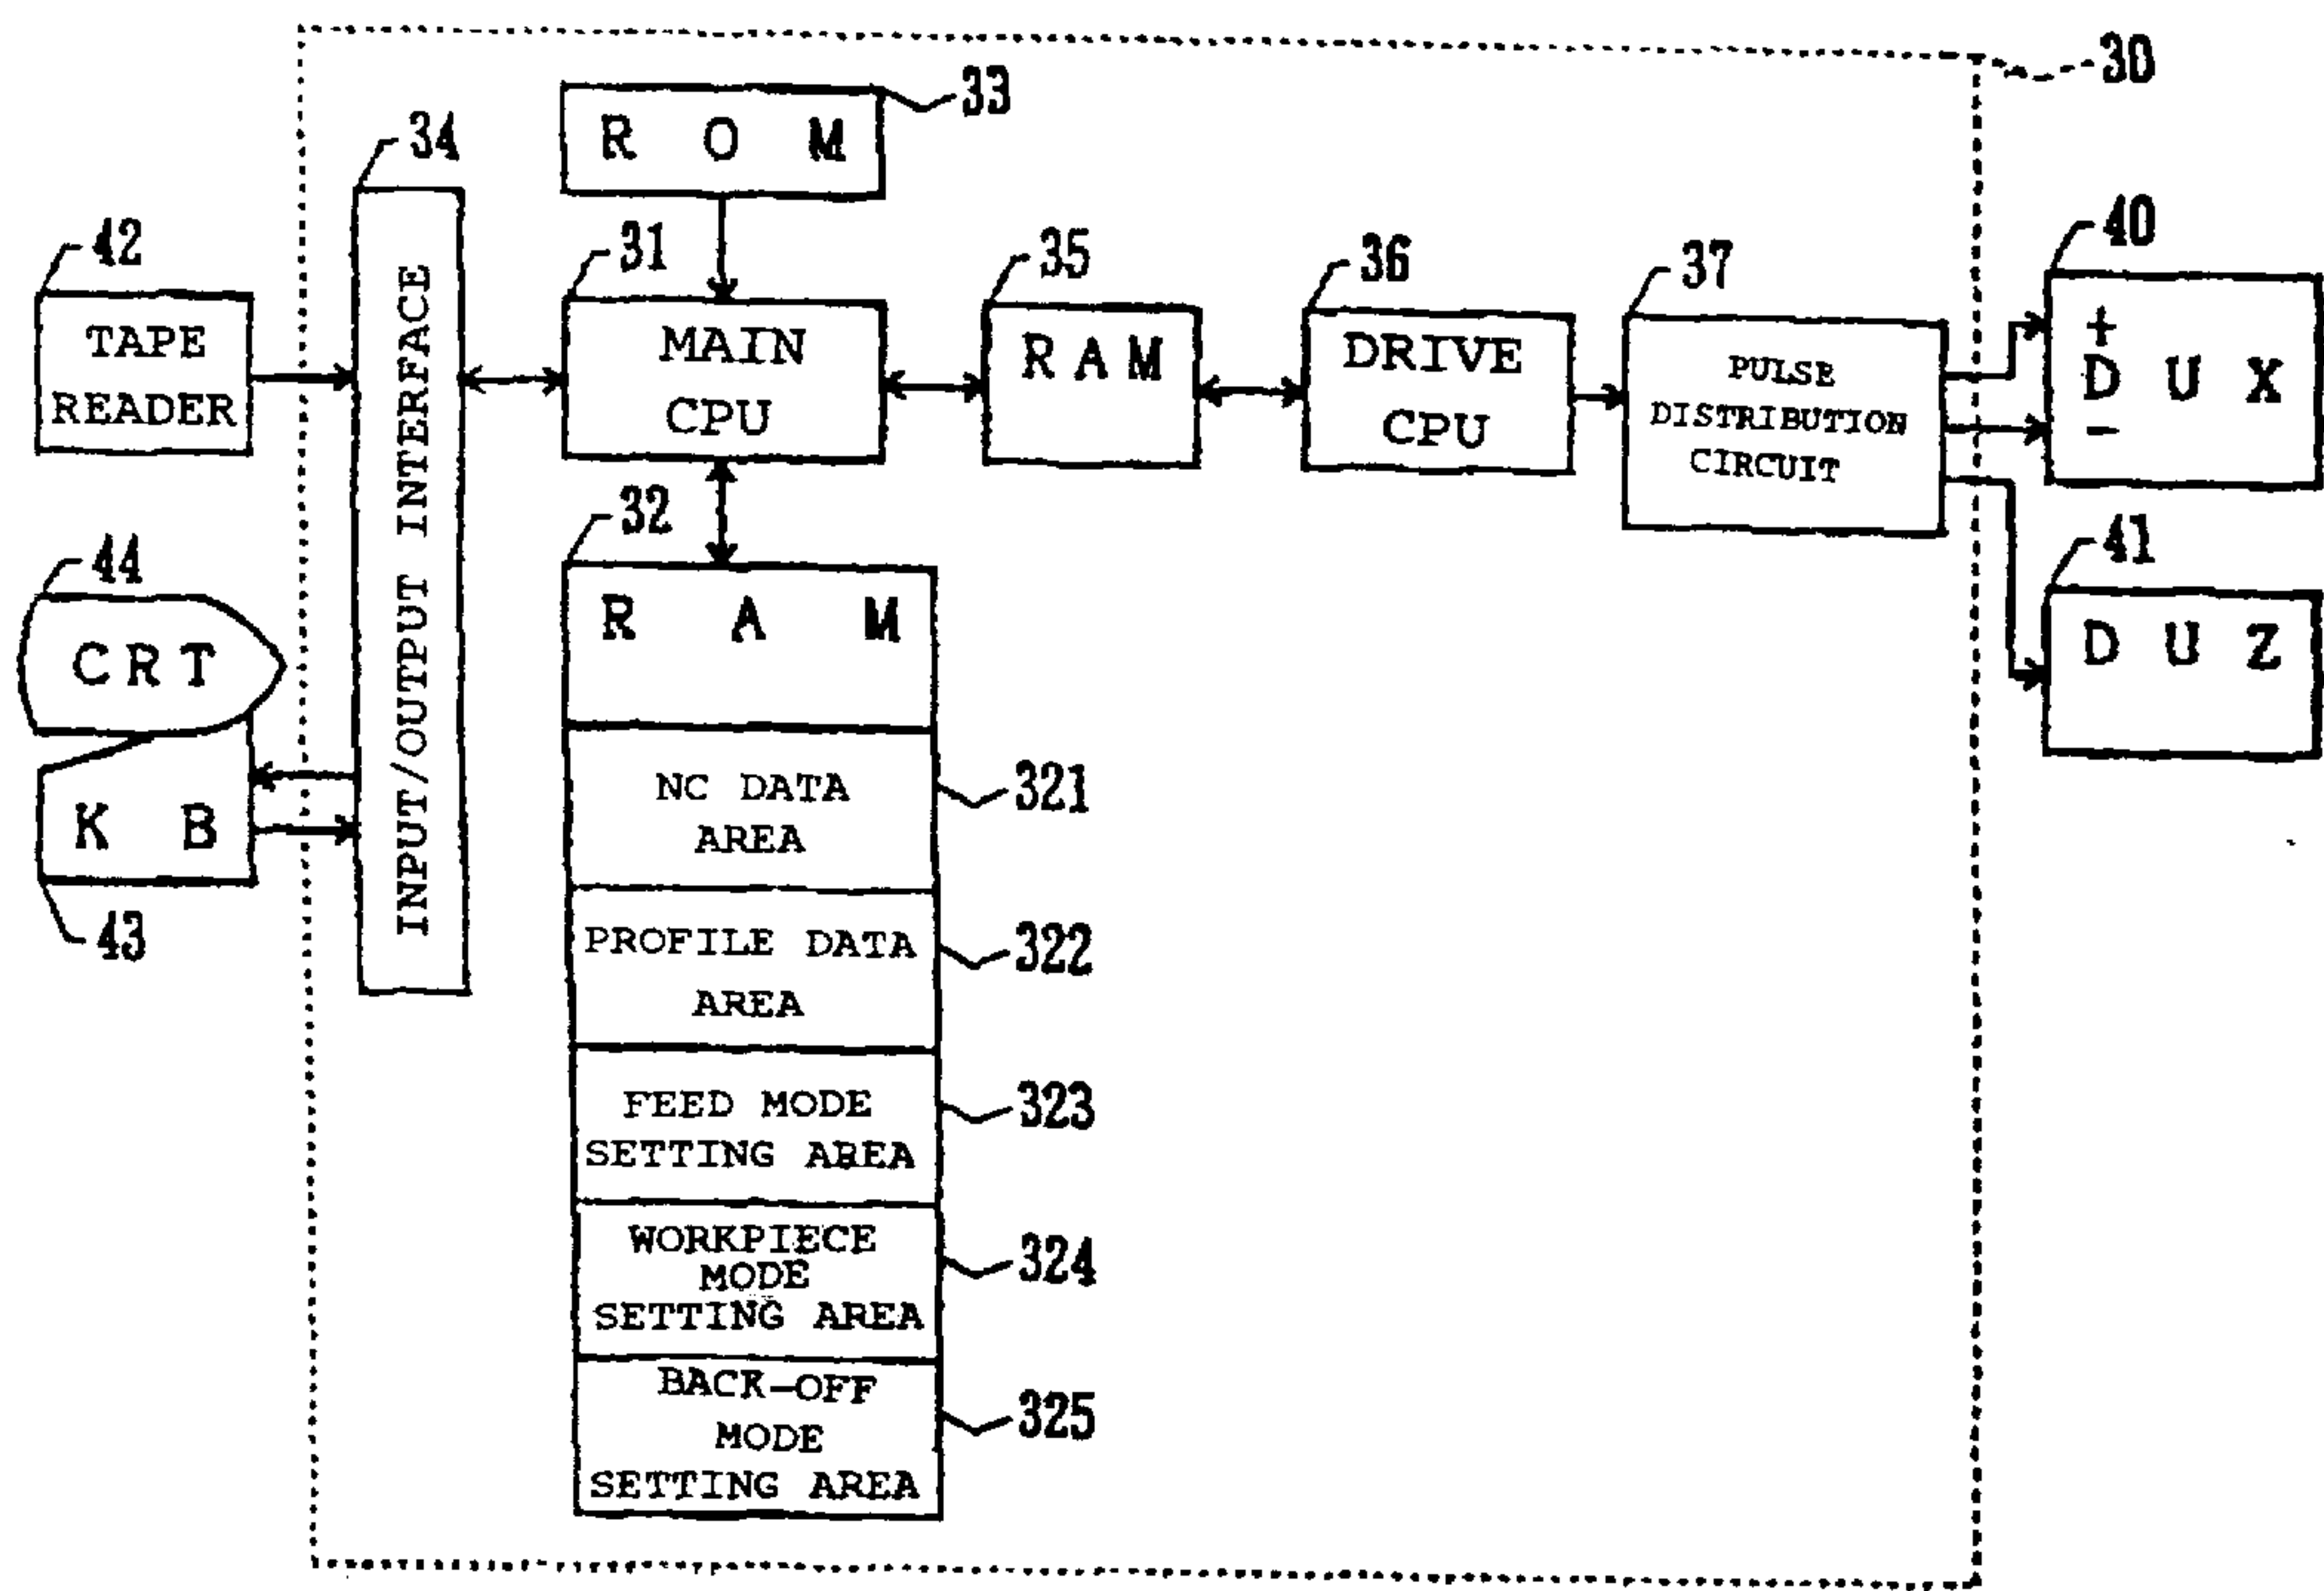 30
33
R O M
34
42
TAPE
READER
INPUT/OUTPUT INTERFACE
31
MAIN
CPU
35
RAM
36
DRIVE
CPU
37
PULSE
DISTRIBUTION
CIRCUIT
40
+
D U X
-
41
D U Z
44
CRT
K B
43
32
R A M
NC DATA
AREA
321
PROFILE DATA
AREA
322
FEED MODE
SETTING AREA
323
WORKPIECE
MODE
SETTING AREA
324
BACK-OFF
MODE
SETTING AREA
325